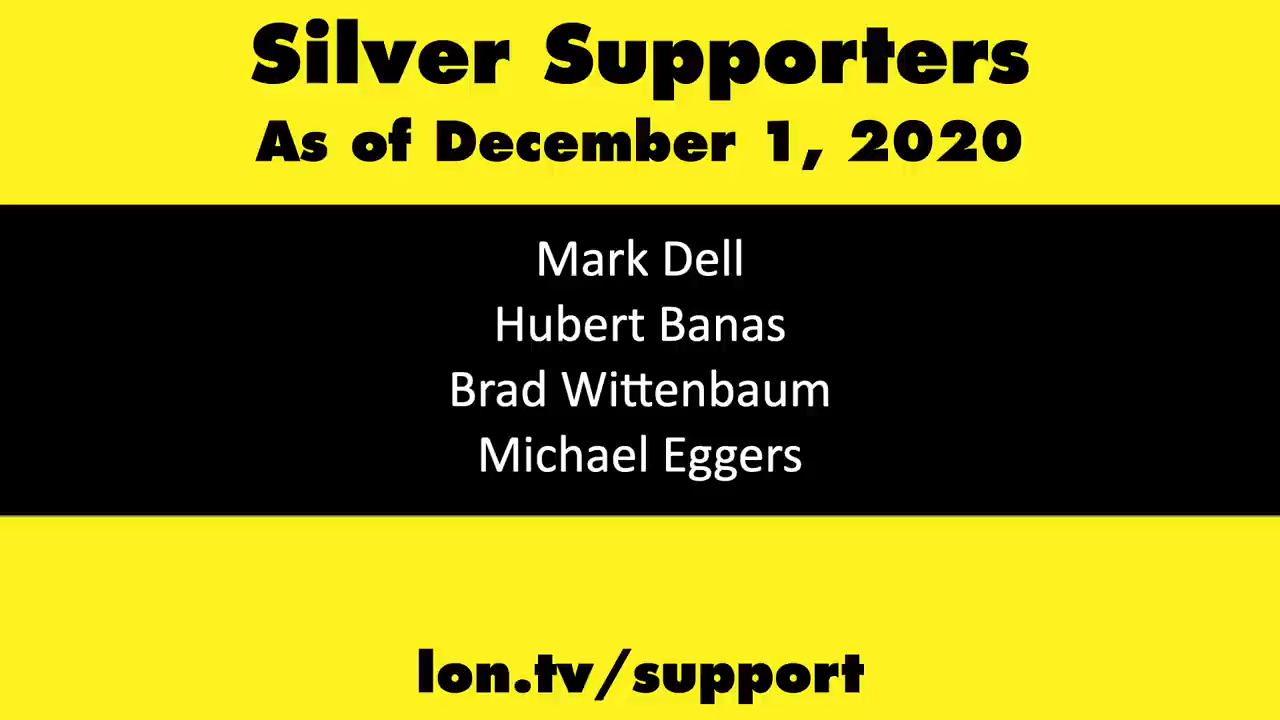 Silver Supporters
As of December 1, 2020
Mark Dell
Hubert Banas
Brad Wittenbaum
Michael Eggers
lon.tv/support